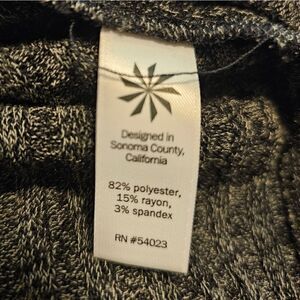 Designed in
Sonoma County,
California
82% polyester,
15% rayon,
3% spandex
RN #54023